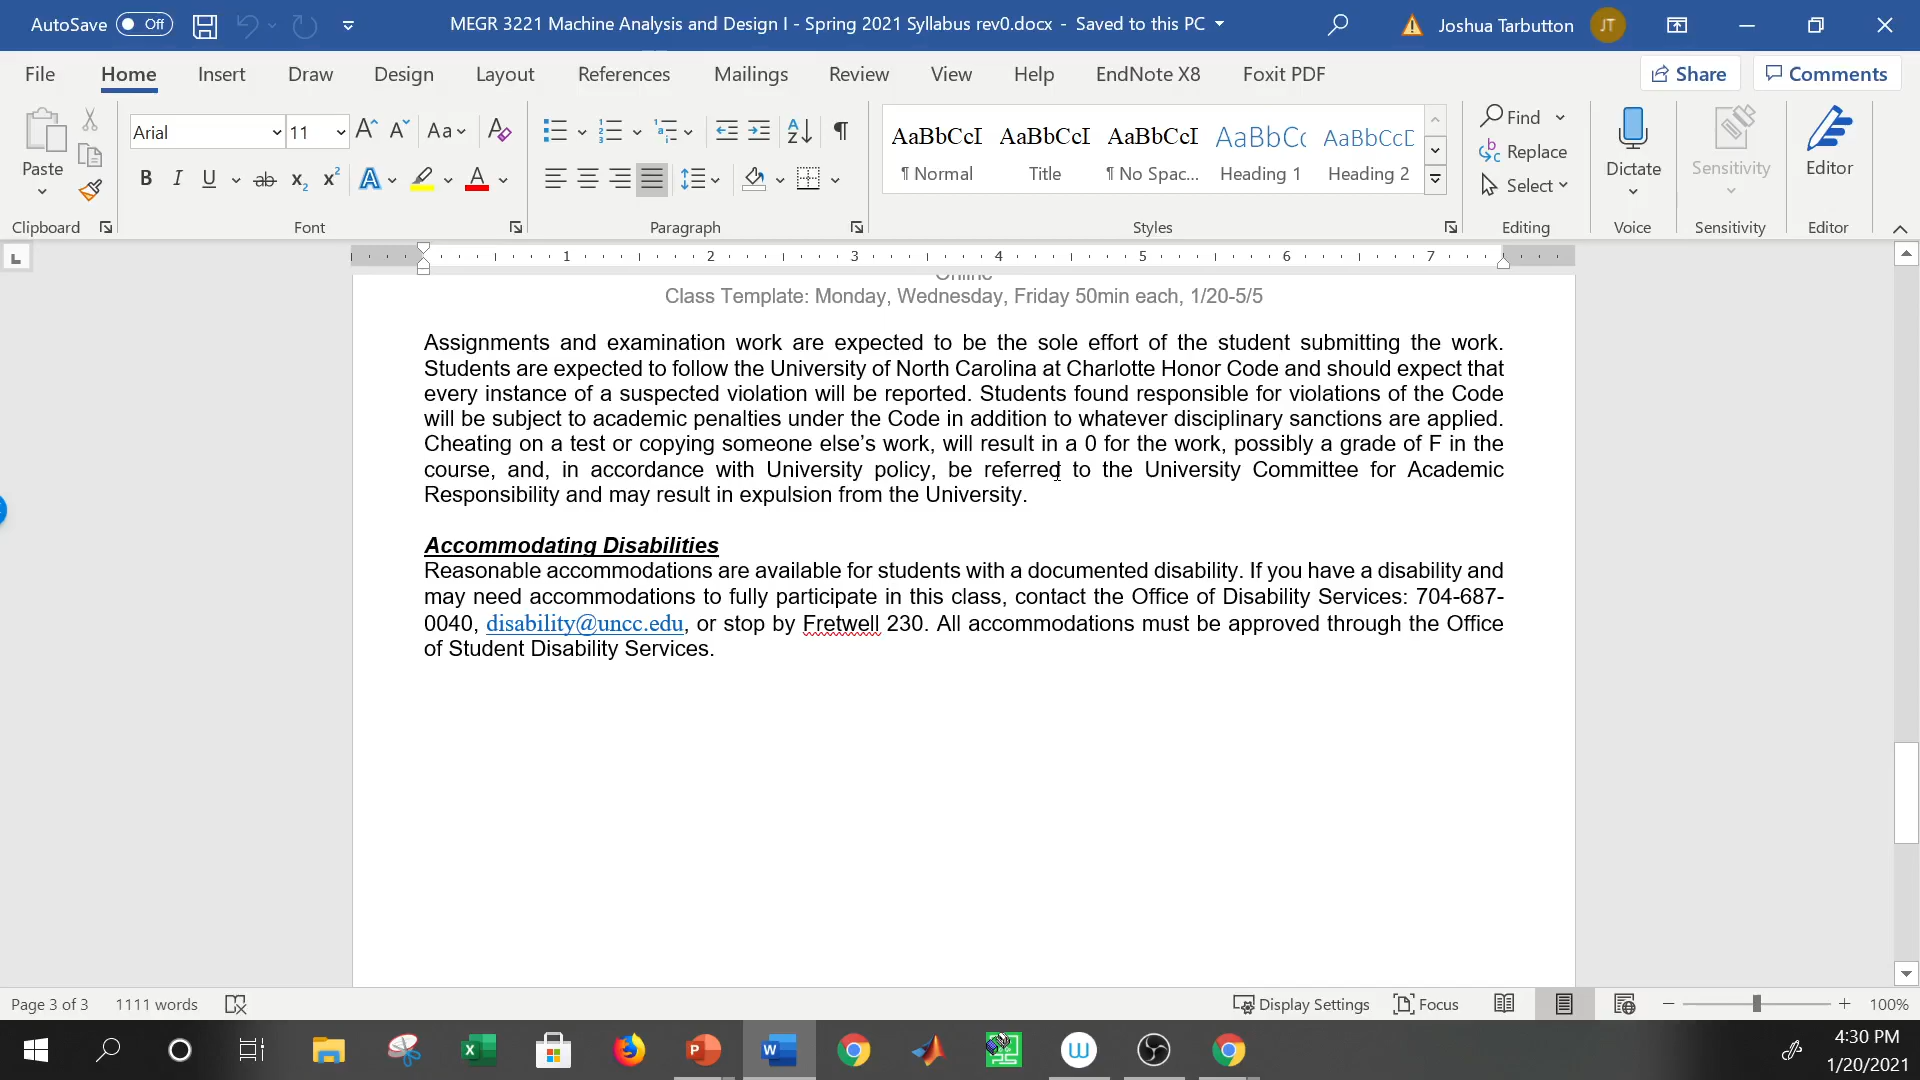 AutoSave Off MEGR 3221 Machine Analysis and Design I - Spring 2021 Syllabus rev0.docx - Saved to this PC Joshua Tarbutton JT
File Home Insert Draw Design Layout References Mailings Review View Help EndNote X8 Foxit PDF Share Comments
Paste
Arial 11 Aa
Clipboard
Font
Paragraph
AaBbCcI AaBbCcI AaBbCcI AaBbCc AaBbCcD
¶ Normal Title ¶ No Spac... Heading 1 Heading 2
Styles
Find
Replace
Select
Editing
Dictate
Voice
Sensitivity
Sensitivity
Editor
Editor
1 2 3 4 5 6 7
Online
Class Template: Monday, Wednesday, Friday 50min each, 1/20-5/5
Assignments and examination work are expected to be the sole effort of the student submitting the work.
Students are expected to follow the University of North Carolina at Charlotte Honor Code and should expect that
every instance of a suspected violation will be reported. Students found responsible for violations of the Code
will be subject to academic penalties under the Code in addition to whatever disciplinary sanctions are applied.
Cheating on a test or copying someone else’s work, will result in a 0 for the work, possibly a grade of F in the
course, and, in accordance with University policy, be referred to the University Committee for Academic
Responsibility and may result in expulsion from the University.
Accommodating Disabilities
Reasonable accommodations are available for students with a documented disability. If you have a disability and
may need accommodations to fully participate in this class, contact the Office of Disability Services: 704-687-
0040, disability@uncc.edu, or stop by Fretwell 230. All accommodations must be approved through the Office
of Student Disability Services.
Page 3 of 3 1111 words Display Settings Focus 100%
4:30 PM
1/20/2021